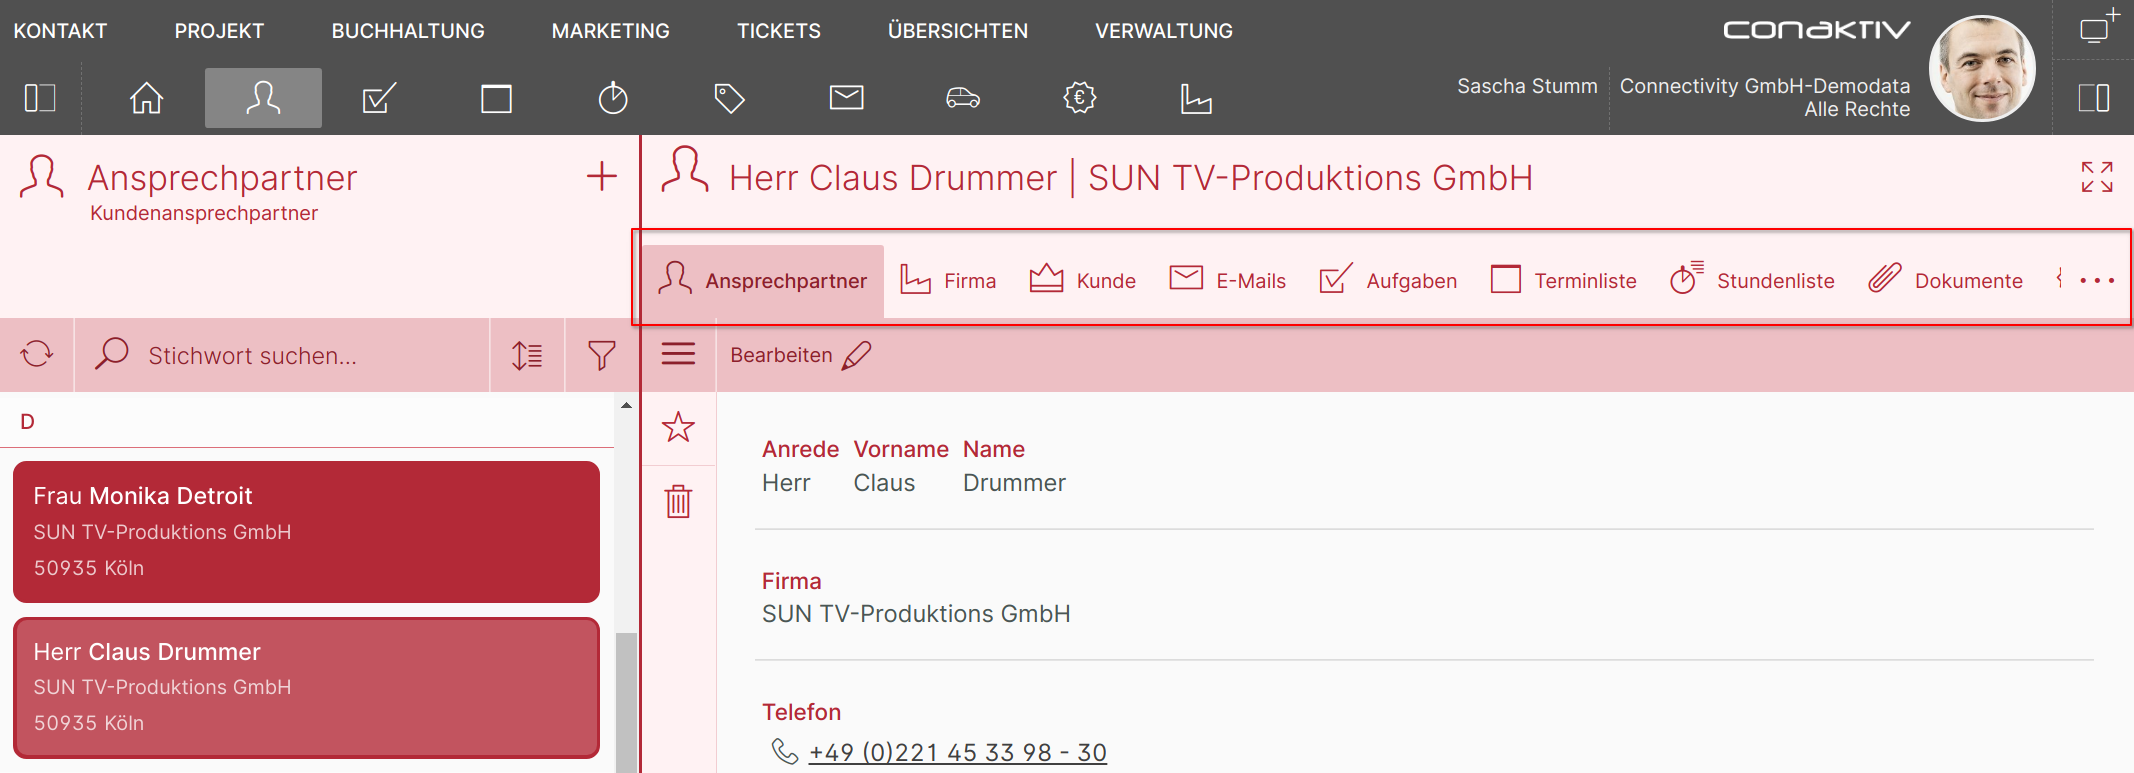 KONTAKT PROJEKT BUCHHALTUNG MARKETING TICKETS ÜBERSICHTEN VERWALTUNG
conaktiv
Sascha Stumm Connectivity GmbH-Demodata
Alle Rechte
Ansprechpartner
Kundenansprechpartner
Herr Claus Drummer | SUN TV-Produktions GmbH
Ansprechpartner Firma Kunde E-Mails Aufgaben Terminliste Stundenliste Dokumente
Stichwort suchen...
Bearbeiten
D
Frau Monika Detroit
SUN TV-Produktions GmbH
50935 Köln
Herr Claus Drummer
SUN TV-Produktions GmbH
50935 Köln
Anrede Vorname Name
Herr Claus Drummer
Firma
SUN TV-Produktions GmbH
Telefon
+49 (0)221 45 33 98 - 30